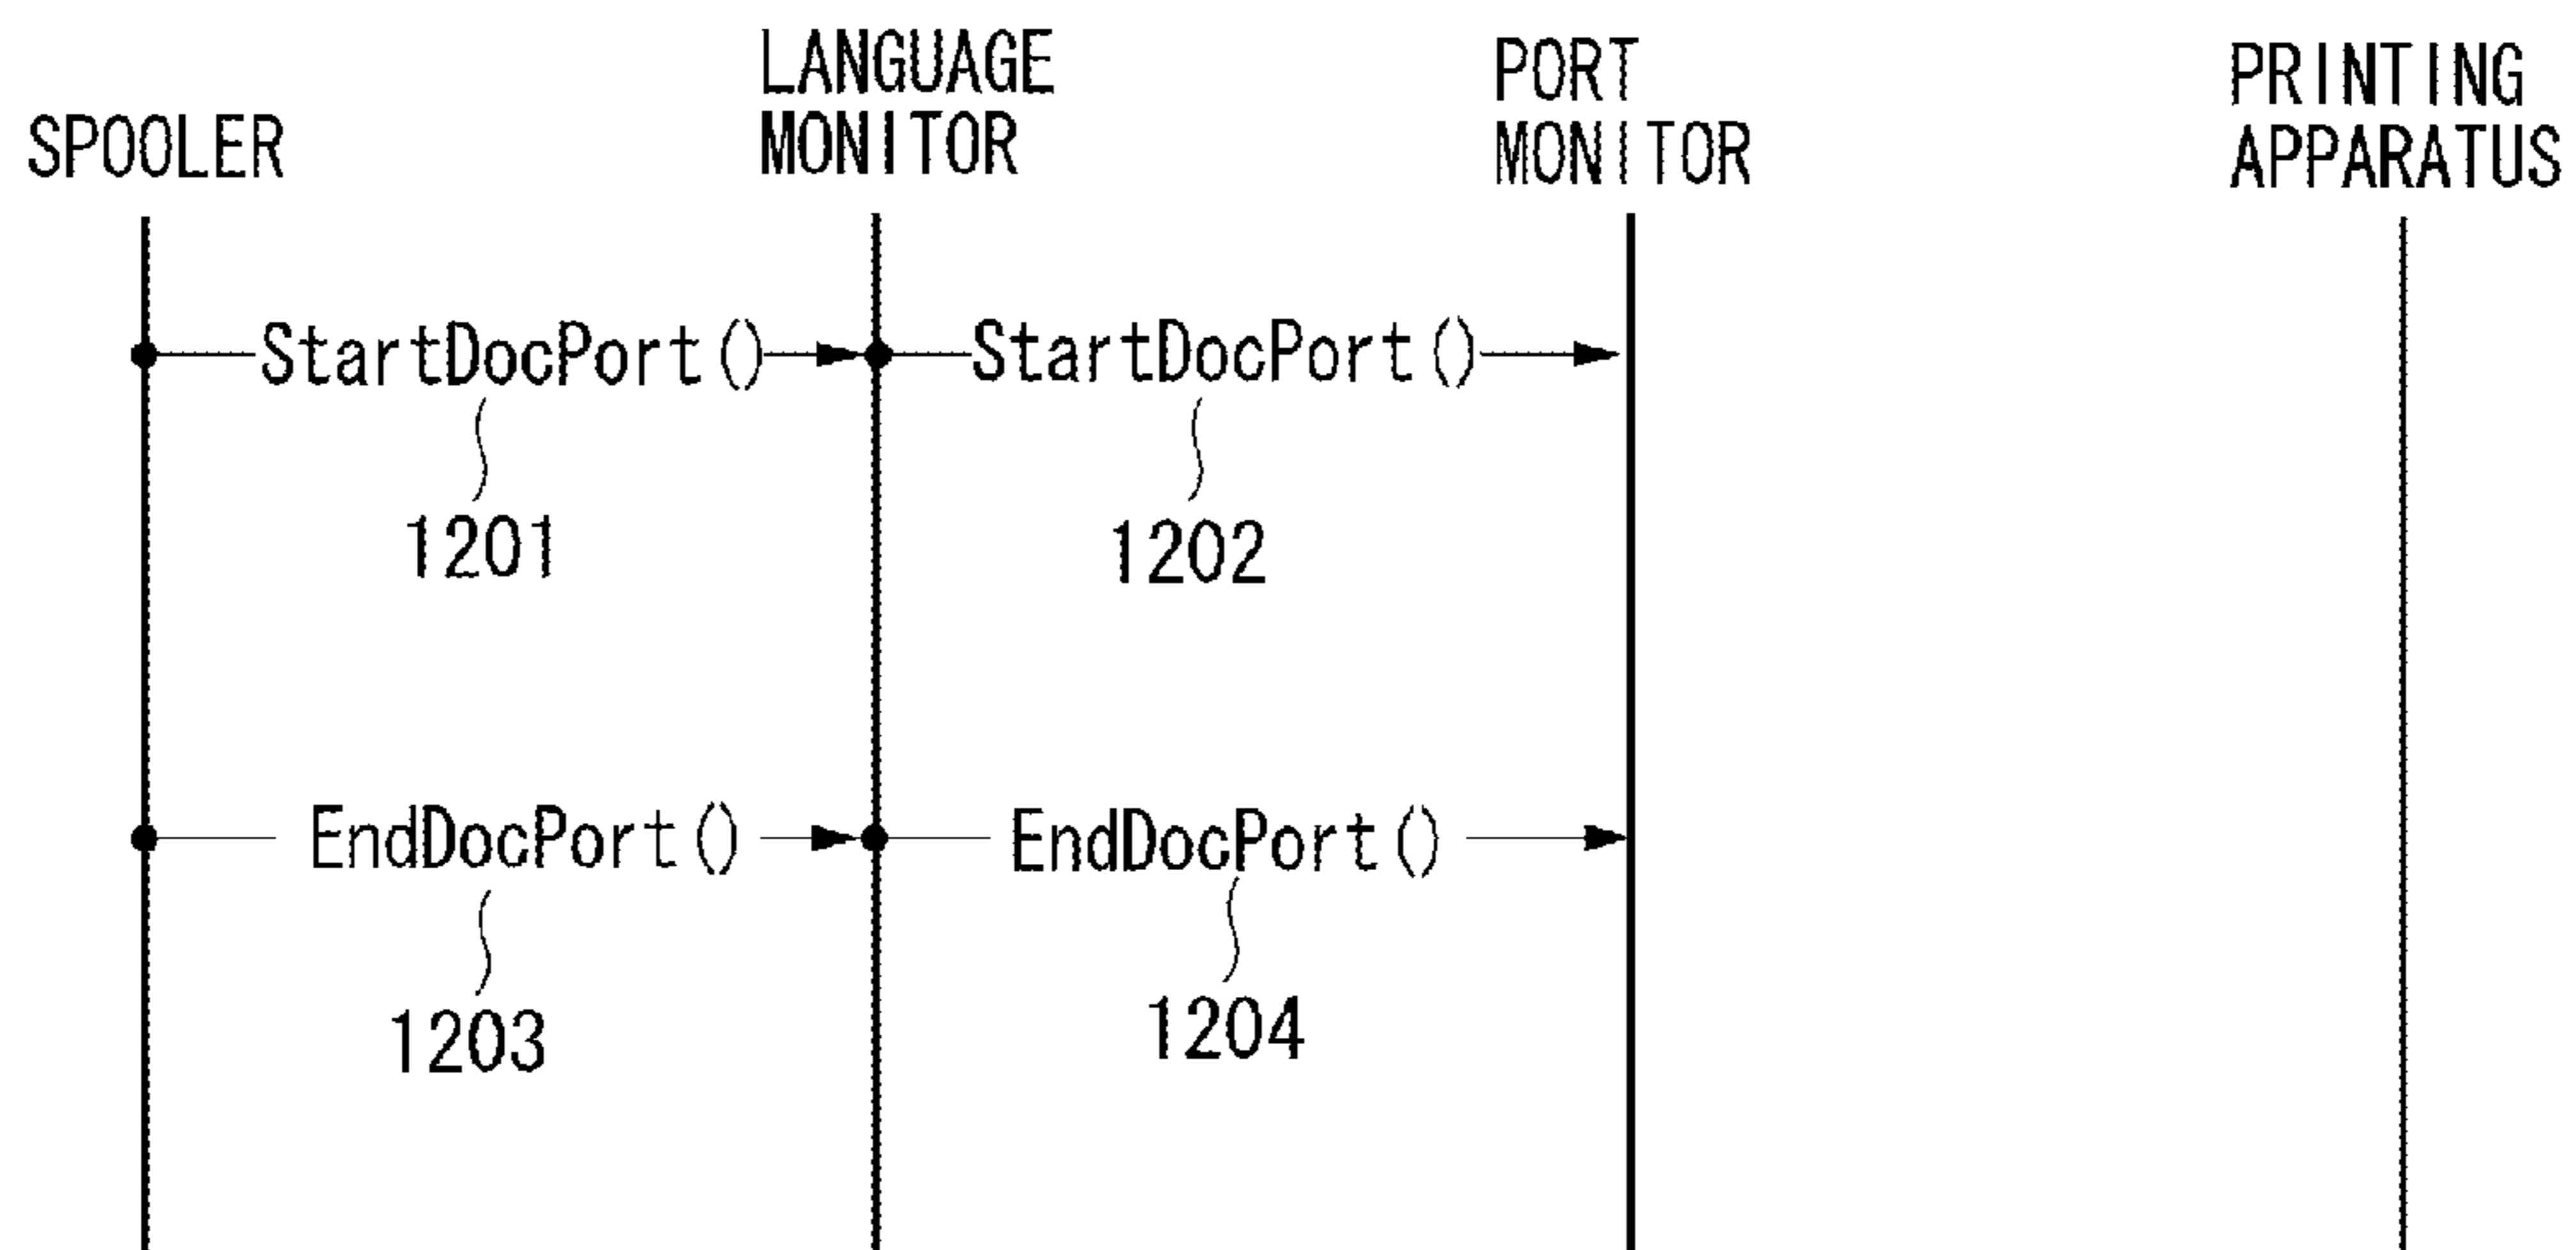 SPOOLER
LANGUAGE
MONITOR
PORT
MONITOR
PRINTING
APPARATUS
StartDocPort()
StartDocPort()
1201
1202
EndDocPort()
EndDocPort()
1203
1204